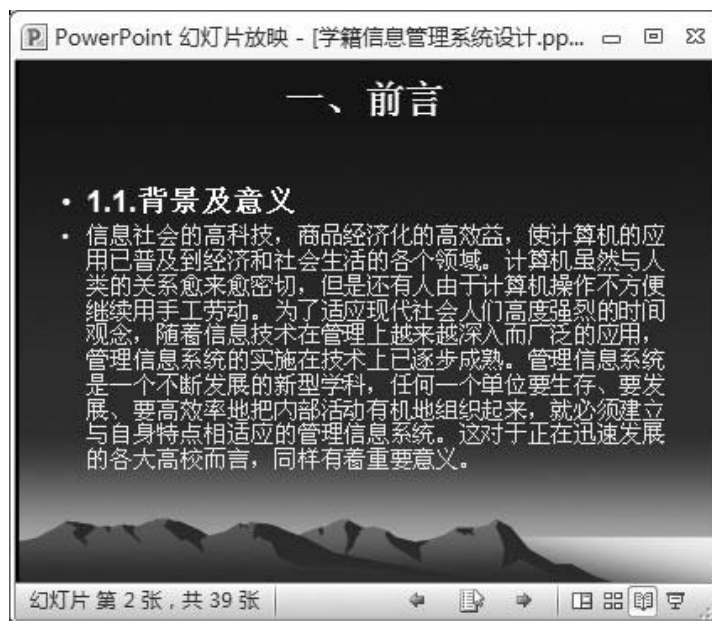 PowerPoint 幻灯片放映 - [学籍信息管理系统设计.pp...
一、前言
• 1.1.背景及意义
• 信息社会的高科技，商品经济化的高效益，使计算机的应
用已普及到经济和社会生活的各个领域。计算机虽然与人
类的关系愈来愈密切，但是还有人由于计算机操作不方便
继续用手工劳动。为了适应现代社会人们高度强烈的时间
观念，随着信息技术在管理上越来越深入而广泛的应用，
管理信息系统的实施在技术上已逐步成熟。管理信息系统
是一个不断发展的新型学科，任何一个单位要生存、要发
展、要高效率地把内部活动有机地组织起来，就必须建立
与自身特点相适应的管理信息系统。这对于正在迅速发展
的各大高校而言，同样有着重要意义。
幻灯片 第 2 张，共 39 张